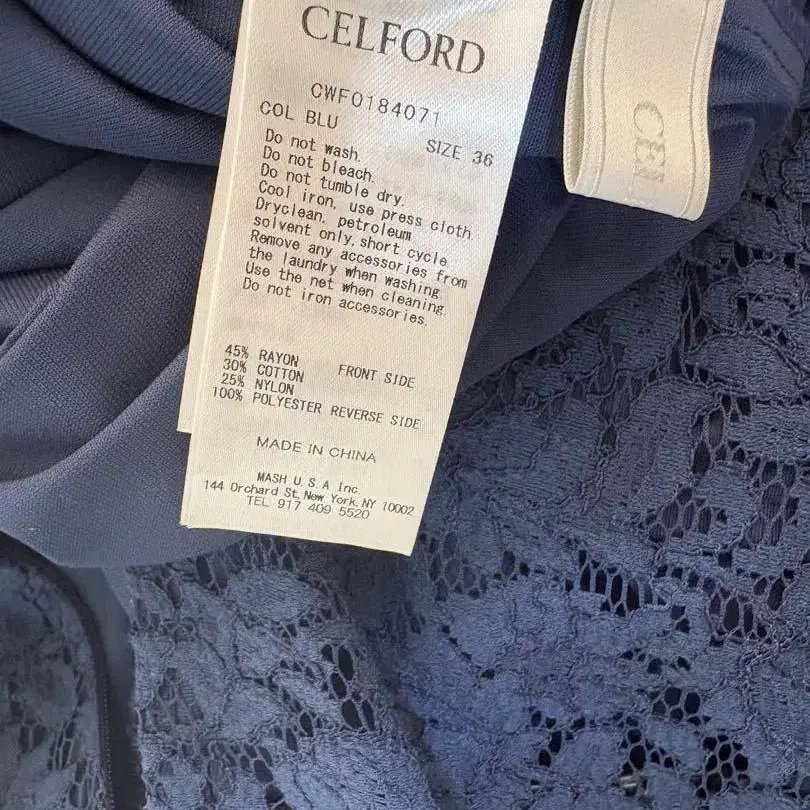 CELFORD
CWF0184071
COL BLU
SIZE 36
Do not wash.
Do not bleach.
Do not tumble dry.
Cool iron, use press cloth
Dryclean, petroleum
solvent only, short cycle
Remove any accessories from
the laundry when washing.
Use the net when cleaning.
Do not iron accessories.
45% RAYON
30% COTTON FRONT SIDE
25% NYLON
100% POLYESTER REVERSE SIDE
MADE IN CHINA
MASH U.S.A Inc.
144 Orchard St, New York, NY 10002
TEL 917 409 5520
CEL